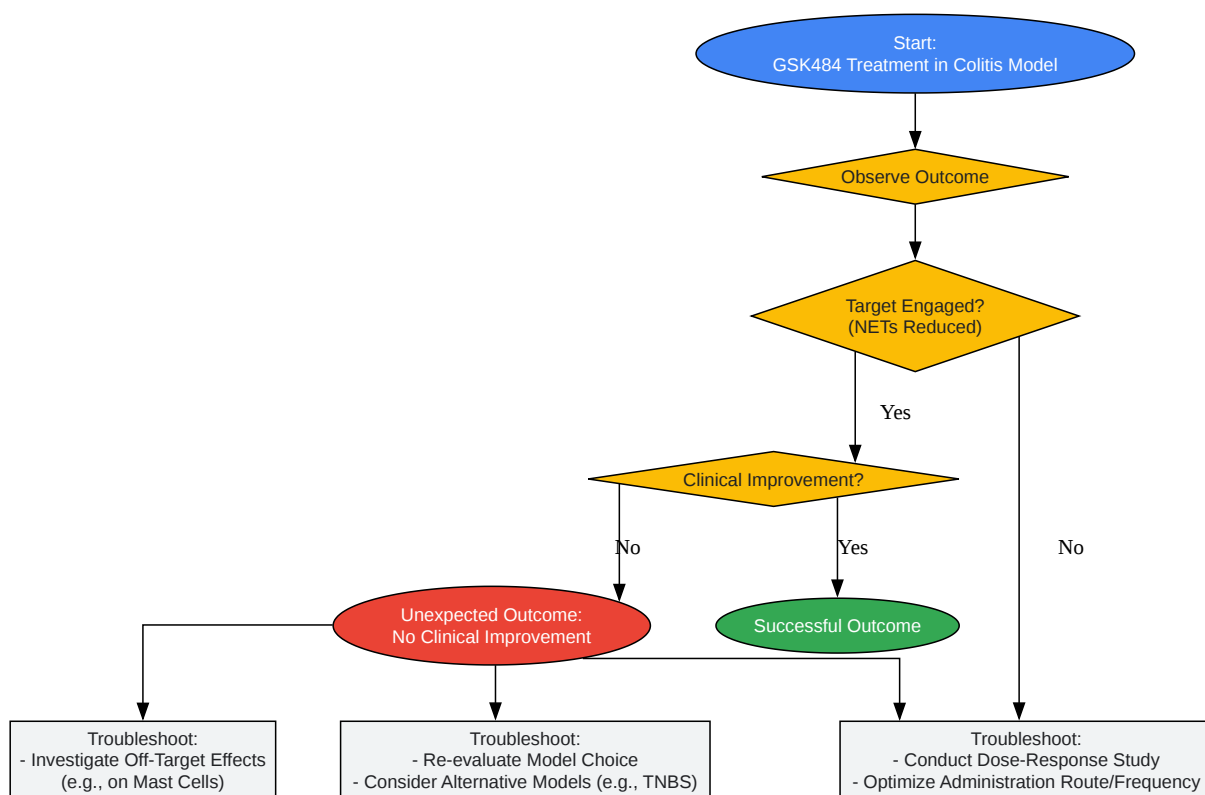 Start:
GSK484 Treatment in Colitis Model
Observe Outcome
Target Engaged?
(NETs Reduced)
Yes
Clinical Improvement?
No
Yes
No
Unexpected Outcome:
No Clinical Improvement
Successful Outcome
Troubleshoot:
- Investigate Off-Target Effects
(e.g., on Mast Cells)
Troubleshoot:
- Re-evaluate Model Choice
- Consider Alternative Models (e.g., TNBS)
Troubleshoot:
- Conduct Dose-Response Study
- Optimize Administration Route/Frequency